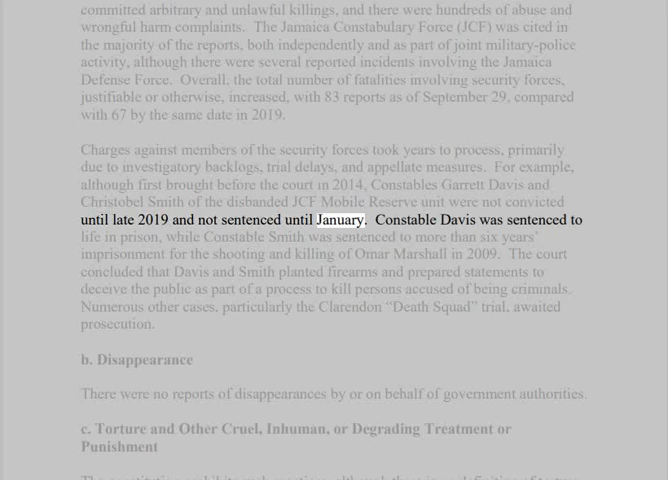 committed arbitrary and unlawful killings, and there were hundreds of abuse and
wrongful harm complaints. The Jamaica Constabulary Force (JCF) was cited in
the majority of the reports, both independently and as part of joint military-police
activity, although there were several reported incidents involving the Jamaica
Defense Force. Overall, the total number of fatalities involving security forces,
justifiable or otherwise, increased, with 83 reports as of September 29, compared
with 67 by the same date in 2019.
Charges against members of the security forces took years to process, primarily
due to investigatory backlogs, trial delays, and appellate measures. For example,
although first brought before the court in 2014, Constables Garrett Davis and
Christobel Smith of the disbanded JCF Mobile Reserve unit were not convicted
until late 2019 and not sentenced until January. Constable Davis was sentenced to
life in prison, while Constable Smith was sentenced to more than six years’
imprisonment for the shooting and killing of Omar Marshall in 2009. The court
concluded that Davis and Smith planted firearms and prepared statements to
deceive the public as part of a process to kill persons accused of being criminals.
Numerous other cases, particularly the Clarendon “Death Squad” trial, awaited
prosecution.
b. Disappearance
There were no reports of disappearances by or on behalf of government authorities.
c. Torture and Other Cruel, Inhuman, or Degrading Treatment or
Punishment